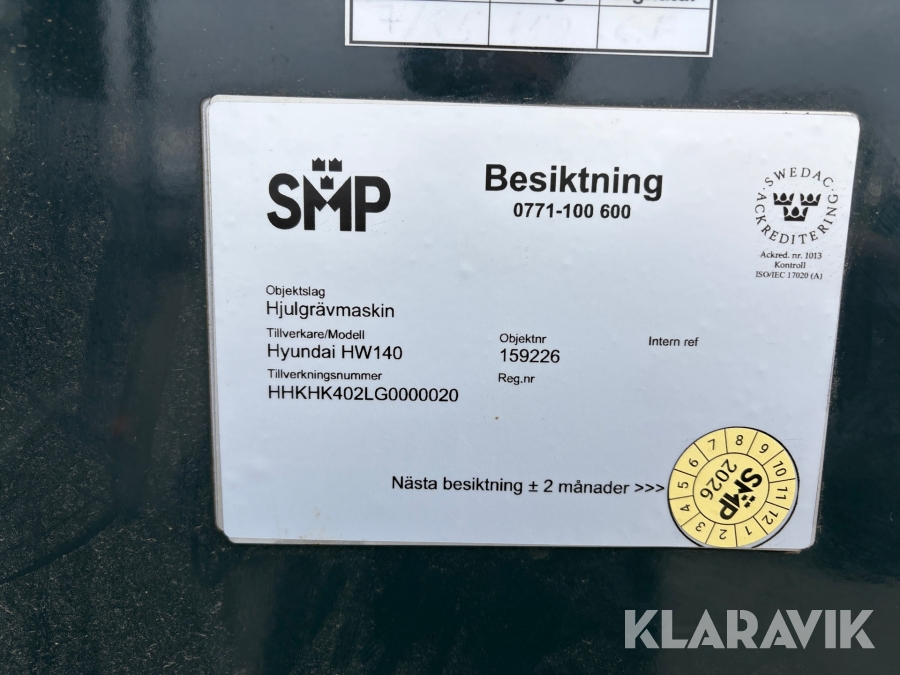 SMP
Besiktning
0771-100 600
SWEDAC
ACKREDITERING
Ackred. nr. 1013
Kontroll
ISO/IEC 17020 (A)
Objektslag
Hjulgrävmaskin
Tillverkare/Modell
Hyundai HW140
Objektnr
159226
Intern ref
Tillverkningsnummer
HHKHK402LG0000020
Reg.nr
Nästa besiktning ± 2 månader >>>
1 2 3 4 5 6 7 8 9 10 11 12
SMP
2026
KLARAVIK